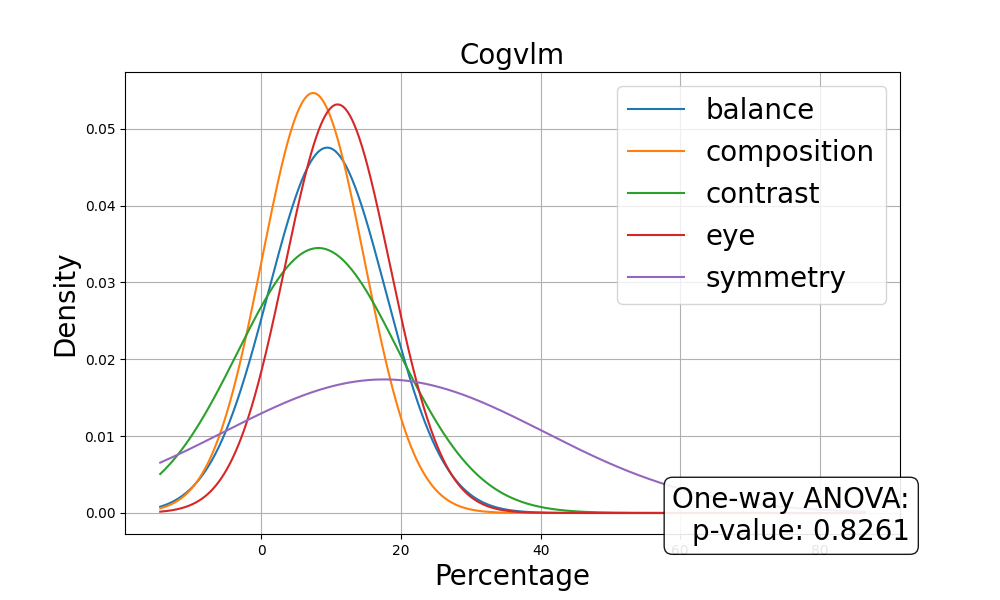 Cogvlm
balance
composition
contrast
eye
symmetry
0.05
0.04
0.03
0.02
0.01
0.00
Density
One-way ANOVA:
p-value: 0.8261
0
20
40
60
80
Percentage